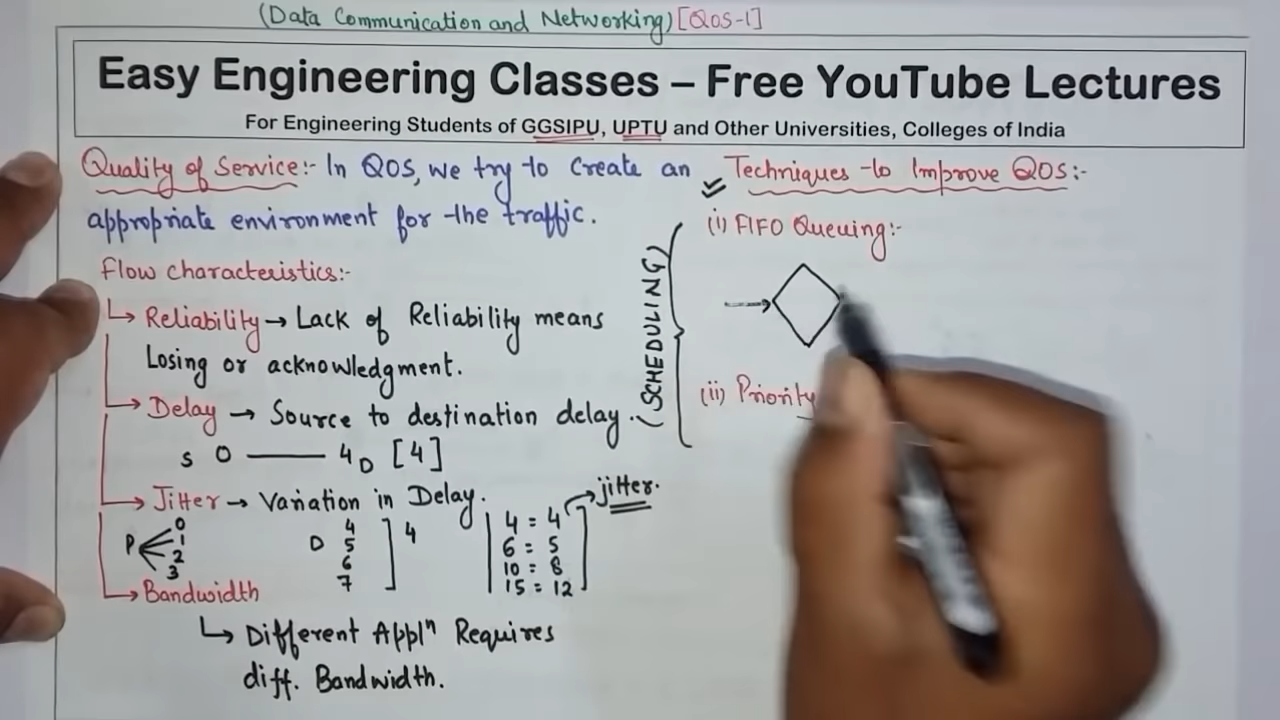 (Data Communication and Networking) [QoS-1]
Easy Engineering Classes – Free YouTube Lectures
For Engineering Students of GGSIPU, UPTU and Other Universities, Colleges of India
Quality of Service:- In QOS, we try to create an
appropriate environment for the traffic.
Flow characteristics:-
Reliability → Lack of Reliability means
Losing or acknowledgment.
Delay → Source to destination delay.
S 0 —— 4 D [4]
Jitter → Variation in Delay.
P 0 1 2 3
D 4 5 6 7 ] 4
4 = 4 → jitter.
6 = 5
10 = 8
15 = 12
Bandwidth
↳ Different Appln Requires
diff. Bandwidth.
Techniques to Improve QOS:-
(SCHEDULING)
(i) FIFO Queuing:-
(ii) Priority